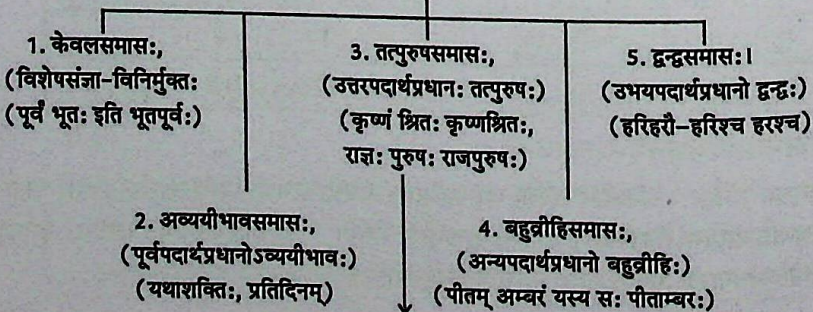 1. केवलसमासः,
(विशेषसंज्ञा-विनिर्मुक्तः
(पूर्वं भूतः इति भूतपूर्वः)
3. तत्पुरुषसमासः,
(उत्तरपदार्थप्रधानः तत्पुरुषः)
(कृष्णं श्रितः कृष्णश्रितः,
राज्ञः पुरुषः राजपुरुषः)
5. द्वन्द्वसमासः।
(उभयपदार्थप्रधानो द्वन्द्वः)
(हरिहरौ-हरिश्च हरश्च)
2. अव्ययीभावसमासः,
(पूर्वपदार्थप्रधानोऽव्ययीभावः)
(यथाशक्तिः, प्रतिदिनम्)
4. बहुव्रीहिसमासः,
(अन्यपदार्थप्रधानो बहुव्रीहिः)
(पीतम् अम्बरं यस्य सः पीताम्बरः)